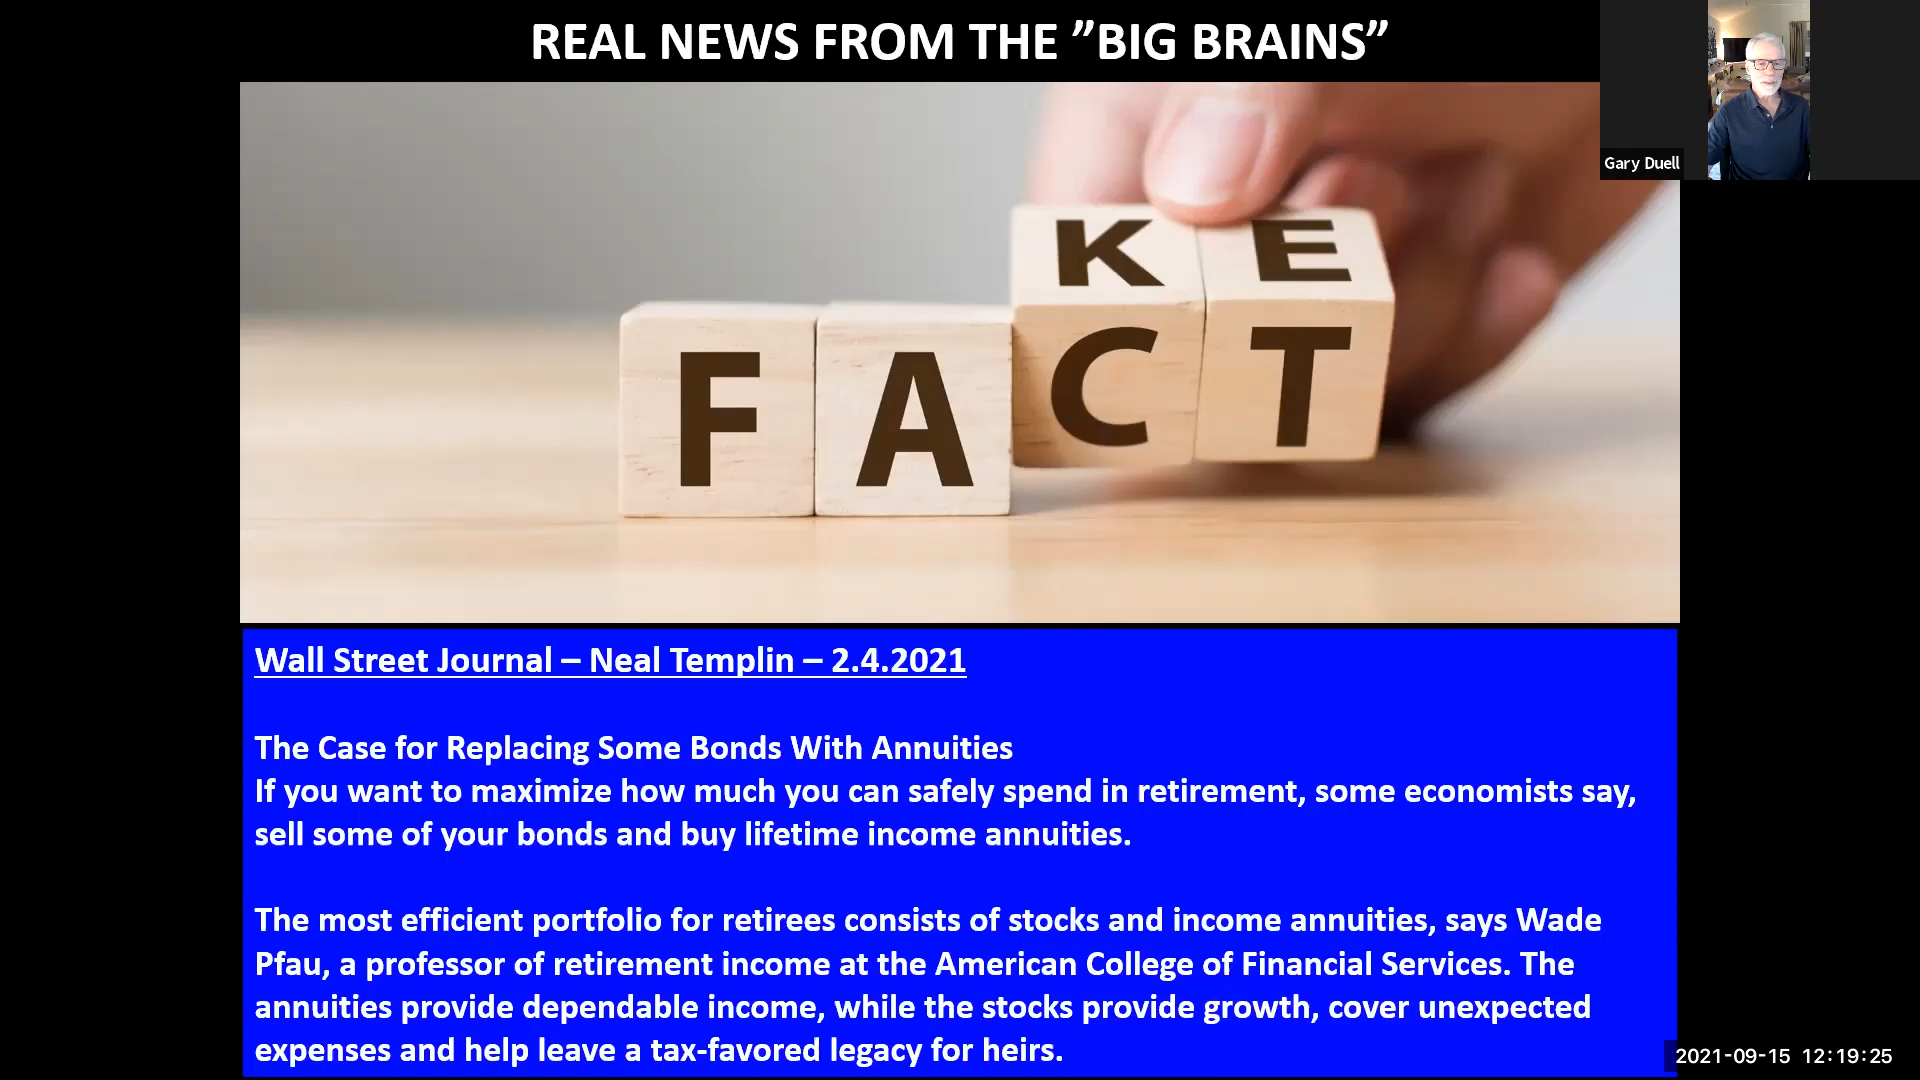 REAL NEWS FROM THE ”BIG BRAINS”
Gary Duell
K E
F A C T
Wall Street Journal – Neal Templin – 2.4.2021
The Case for Replacing Some Bonds With Annuities
If you want to maximize how much you can safely spend in retirement, some economists say,
sell some of your bonds and buy lifetime income annuities.
The most efficient portfolio for retirees consists of stocks and income annuities, says Wade
Pfau, a professor of retirement income at the American College of Financial Services. The
annuities provide dependable income, while the stocks provide growth, cover unexpected
expenses and help leave a tax-favored legacy for heirs.
2021-09-15 12:19:25